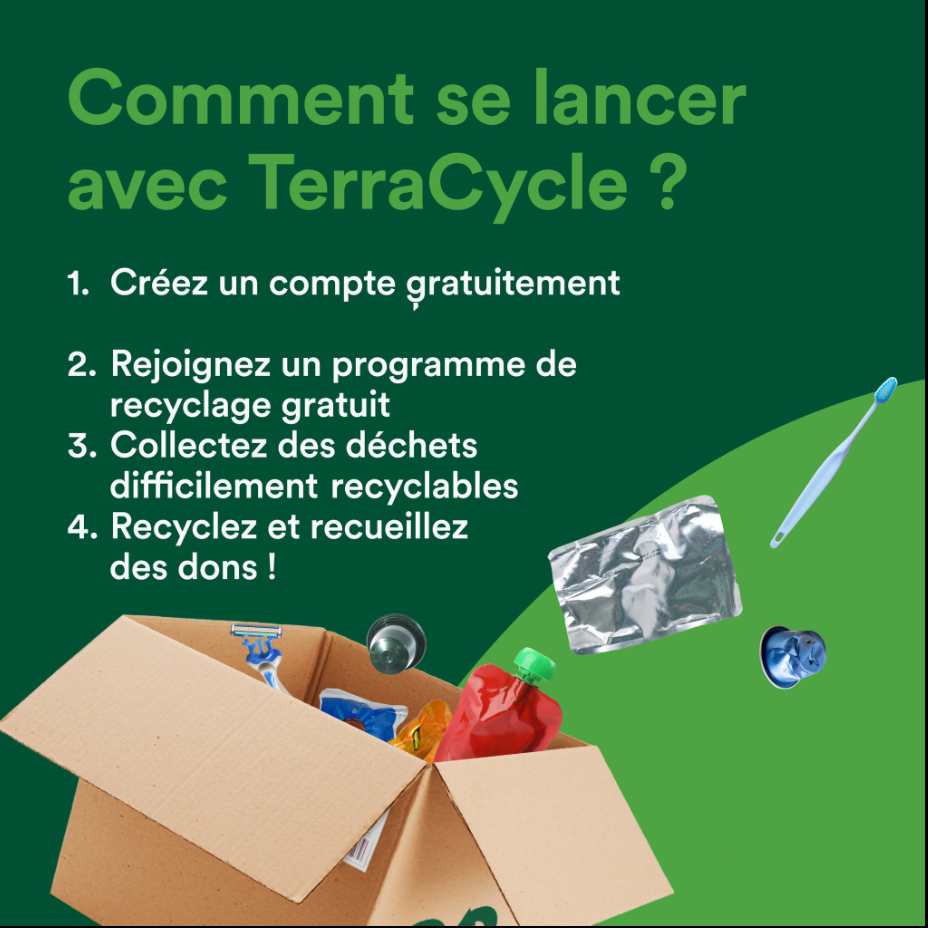 Comment se lancer
avec TerraCycle ?
1. Créez un compte gratuitement
2. Rejoignez un programme de
recyclage gratuit
3. Collectez des déchets
difficilement recyclables
4. Recyclez et recueillez
des dons !